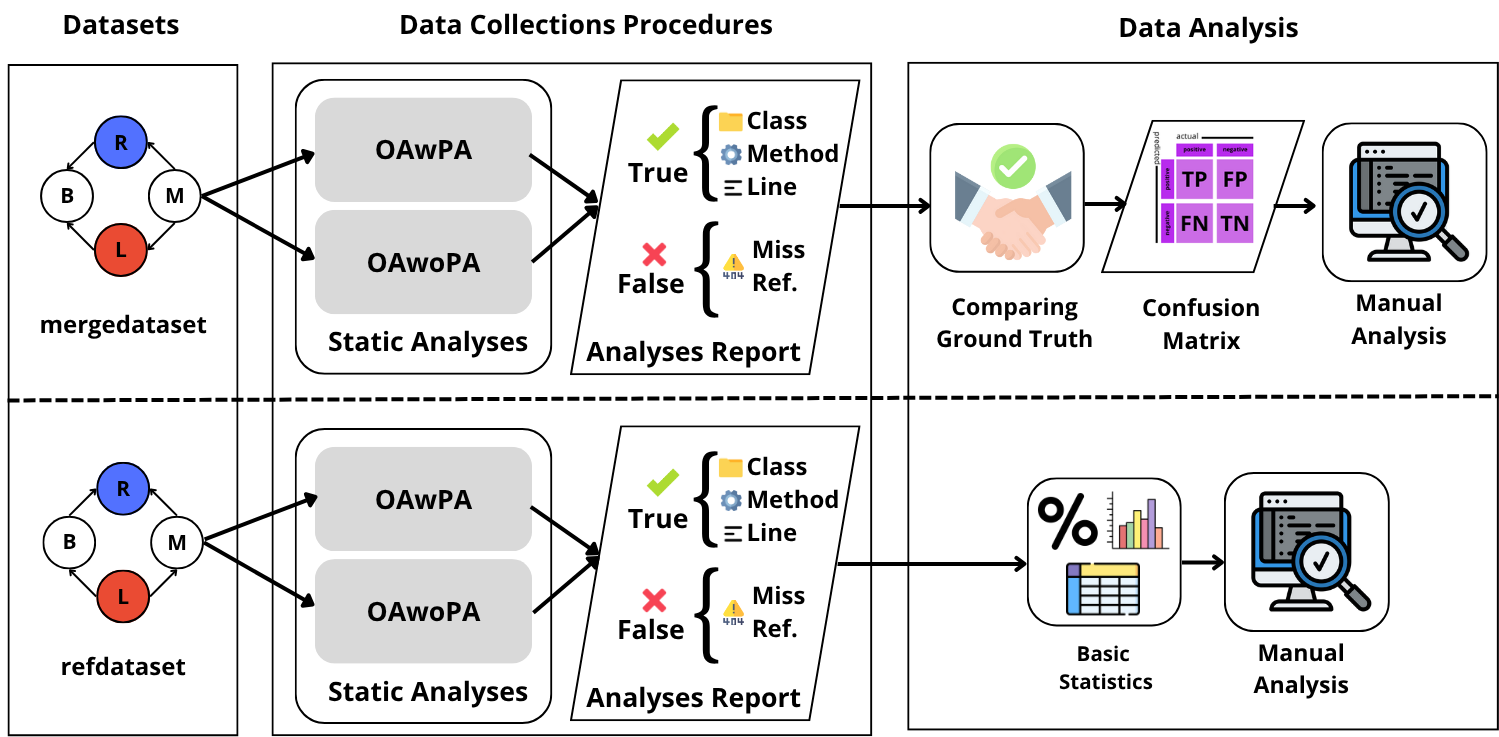 Datasets
Data Collections Procedures
Data Analysis
R
B
M
L
mergedataset
OAwPA
OAwoPA
Static Analyses
True
Class
Method
Line
False
Miss
Ref.
404
Analyses Report
Comparing
Ground Truth
predicted
actual
positive
negative
positive
TP
FP
negative
FN
TN
Confusion
Matrix
Manual
Analysis
R
B
M
L
refdataset
OAwPA
OAwoPA
Static Analyses
True
Class
Method
Line
False
Miss
Ref.
404
Analyses Report
%
Basic
Statistics
Manual
Analysis